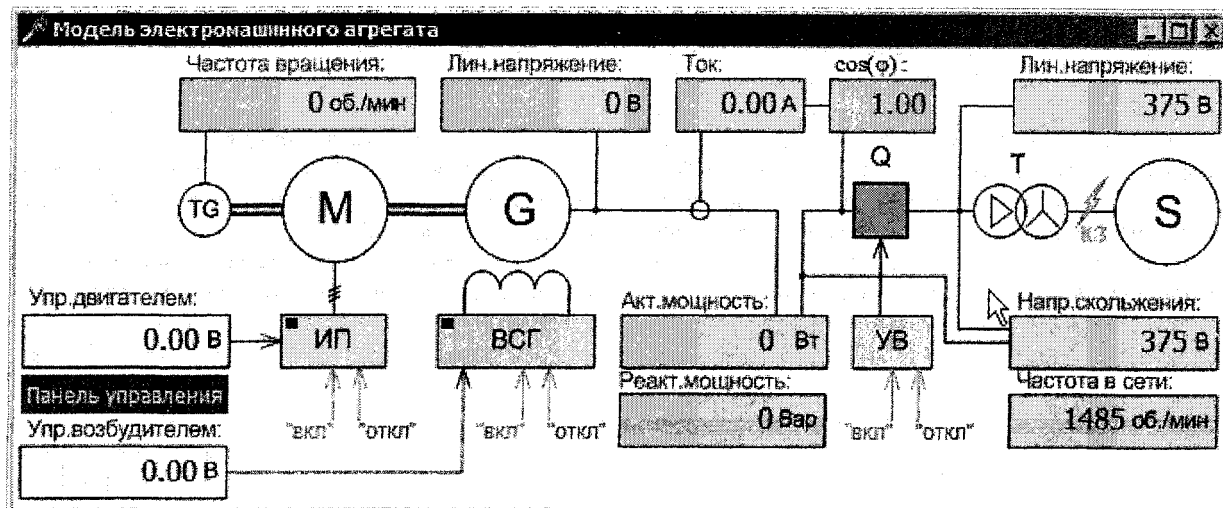 Модель электромашинного агрегата
Частота вращения: Лин.напряжение: Ток: cos(φ): Лин.напряжение:
0 об./мин 0 В 0.00 А 1.00 375 В
Q T
TG M G S
КЗ
Упр.двигателем: Акт.мощность: Напр.скольжения:
0.00 В ИП ВСГ 0 Вт УВ 375 В
Панель управления Реакт.мощность: Частота в сети:
Упр.возбудителем: "вкл" "откл" "вкл" "откл" 0 Вар "вкл" "откл" 1485 об./мин
0.00 В